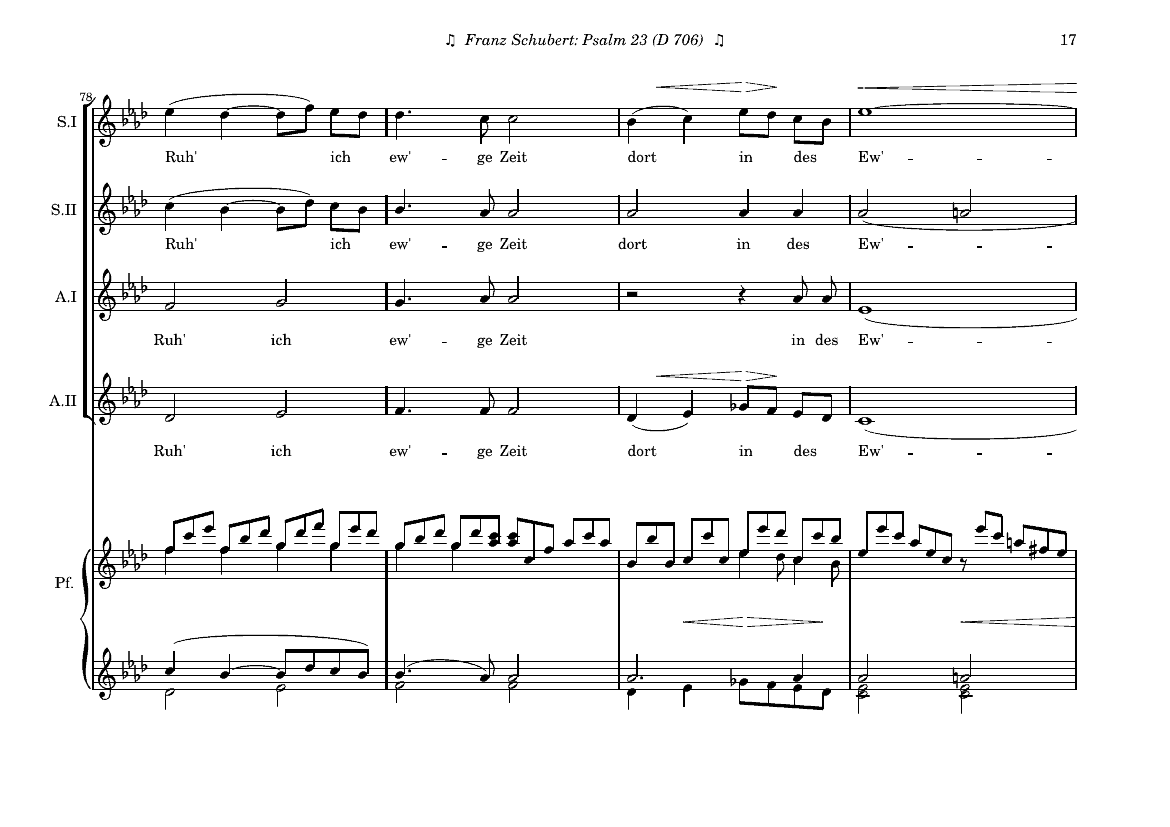 ♫ Franz Schubert: Psalm 23 (D 706) ♫ 17
78
S.I
Ruh' ich ew' - ge Zeit dort in des Ew' - - -
S.II
Ruh' ich ew' - ge Zeit dort in des Ew' - - -
A.I
Ruh' ich ew' - ge Zeit in des Ew' - - -
A.II
Ruh' ich ew' - ge Zeit dort in des Ew' - - -
Pf.